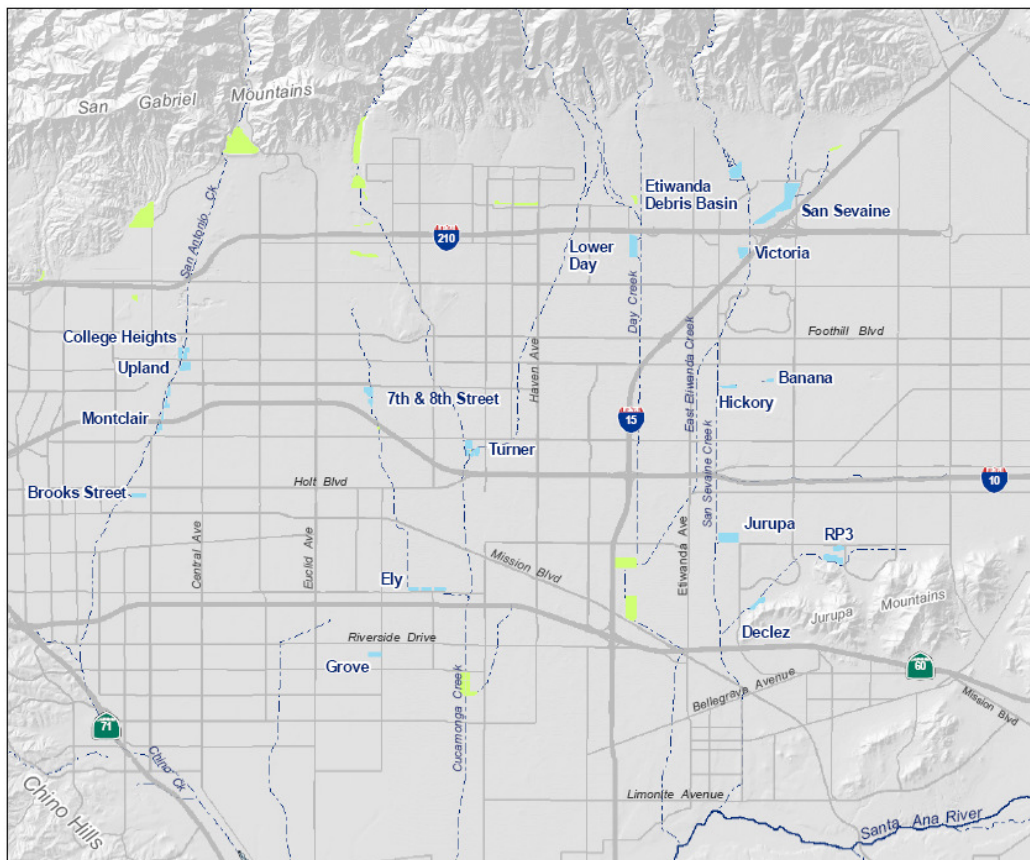 San Gabriel Mountains
San Antonio Ck
Etiwanda
Debris Basin
San Sevaine
210
Lower
Day
Victoria
Day Creek
College Heights
Upland
Foothill Blvd
Haven Ave
East Etiwanda Creek
Banana
Hickory
7th & 8th Street
Montclair
15
Turner
San Sevaine Creek
Holt Blvd
10
Brooks Street
Jurupa
RP3
Central Ave
Euclid Ave
Mission Blvd
Etiwanda Ave
Ely
Jurupa Mountains
Declez
Riverside Drive
Grove
60
Bellegrava Avenue
Mission Blvd
Cucamonga Creek
71
Chino Ck
Chino Hills
Limonite Avenue
Santa Ana River